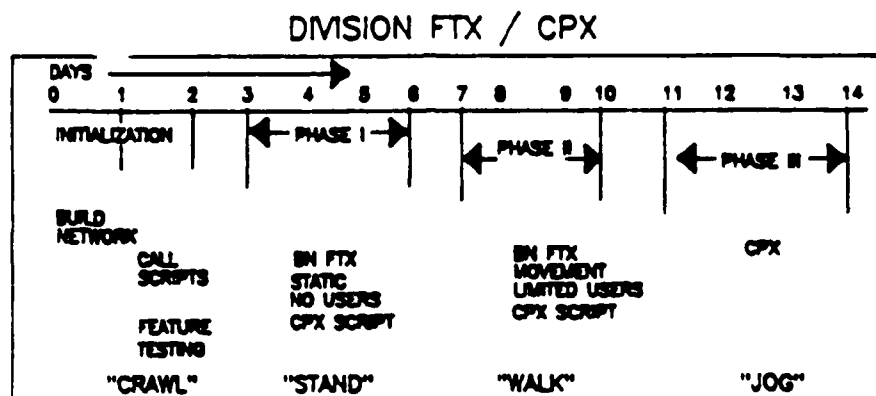 DIVISION FTX / CPX
DAYS
0 1 2 3 4 5 6 7 8 9 10 11 12 13 14
INITIALIZATION
PHASE I
PHASE II
PHASE III
BUILD
NETWORK
CALL
SCRIPTS
FEATURE
TESTING
BN FTX
STATIC
NO USERS
CPX SCRIPT
BN FTX
MOVEMENT
LIMITED USERS
CPX SCRIPT
CPX
"CRAWL" "STAND" "WALK" "JOG"